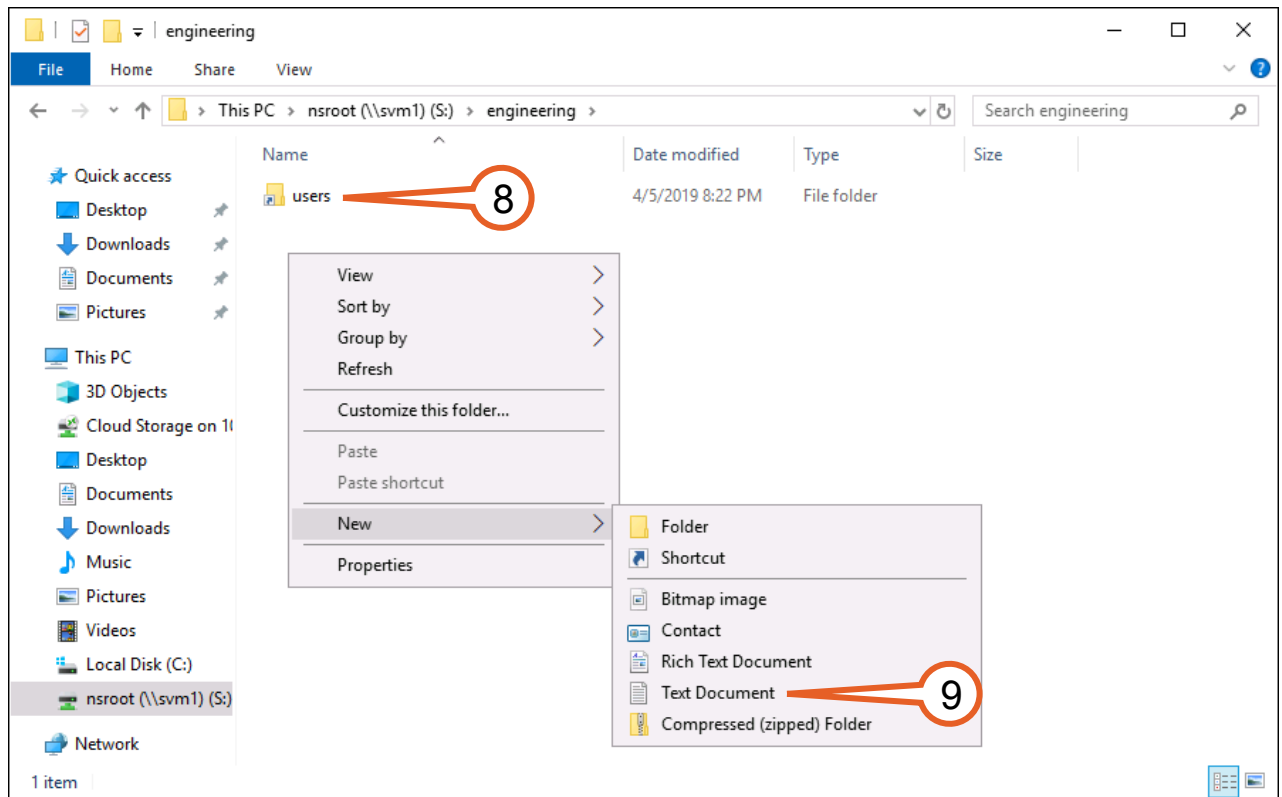 engineering
File Home Share View
This PC > nsroot (\\svm1) (S:) > engineering > Search engineering
Name Date modified Type Size
Quick access
users 8 4/5/2019 8:22 PM File folder
Desktop
Downloads
Documents
Pictures
This PC
3D Objects
Cloud Storage on 10
Desktop
Documents
Downloads
Music
Pictures
Videos
Local Disk (C:)
nsroot (\\svm1) (S:)
Network
View
Sort by
Group by
Refresh
Customize this folder...
Paste
Paste shortcut
New
Properties
Folder
Shortcut
Bitmap image
Contact
Rich Text Document
Text Document 9
Compressed (zipped) Folder
1 item